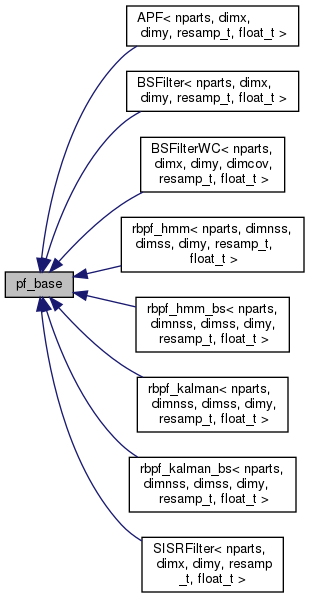 APF< nparts, dimx,
dimy, resamp_t, float_t >
BSFilter< nparts, dimx,
dimy, resamp_t, float_t >
BSFilterWC< nparts,
dimx, dimy, dimcov,
resamp_t, float_t >
rbpf_hmm< nparts, dimnss,
dimss, dimy, resamp_t,
float_t >
pf_base
rbpf_hmm_bs< nparts,
dimnss, dimss, dimy,
resamp_t, float_t >
rbpf_kalman< nparts,
dimnss, dimss, dimy,
resamp_t, float_t >
rbpf_kalman_bs< nparts,
dimnss, dimss, dimy,
resamp_t, float_t >
SISRFilter< nparts,
dimx, dimy, resamp
_t, float_t >